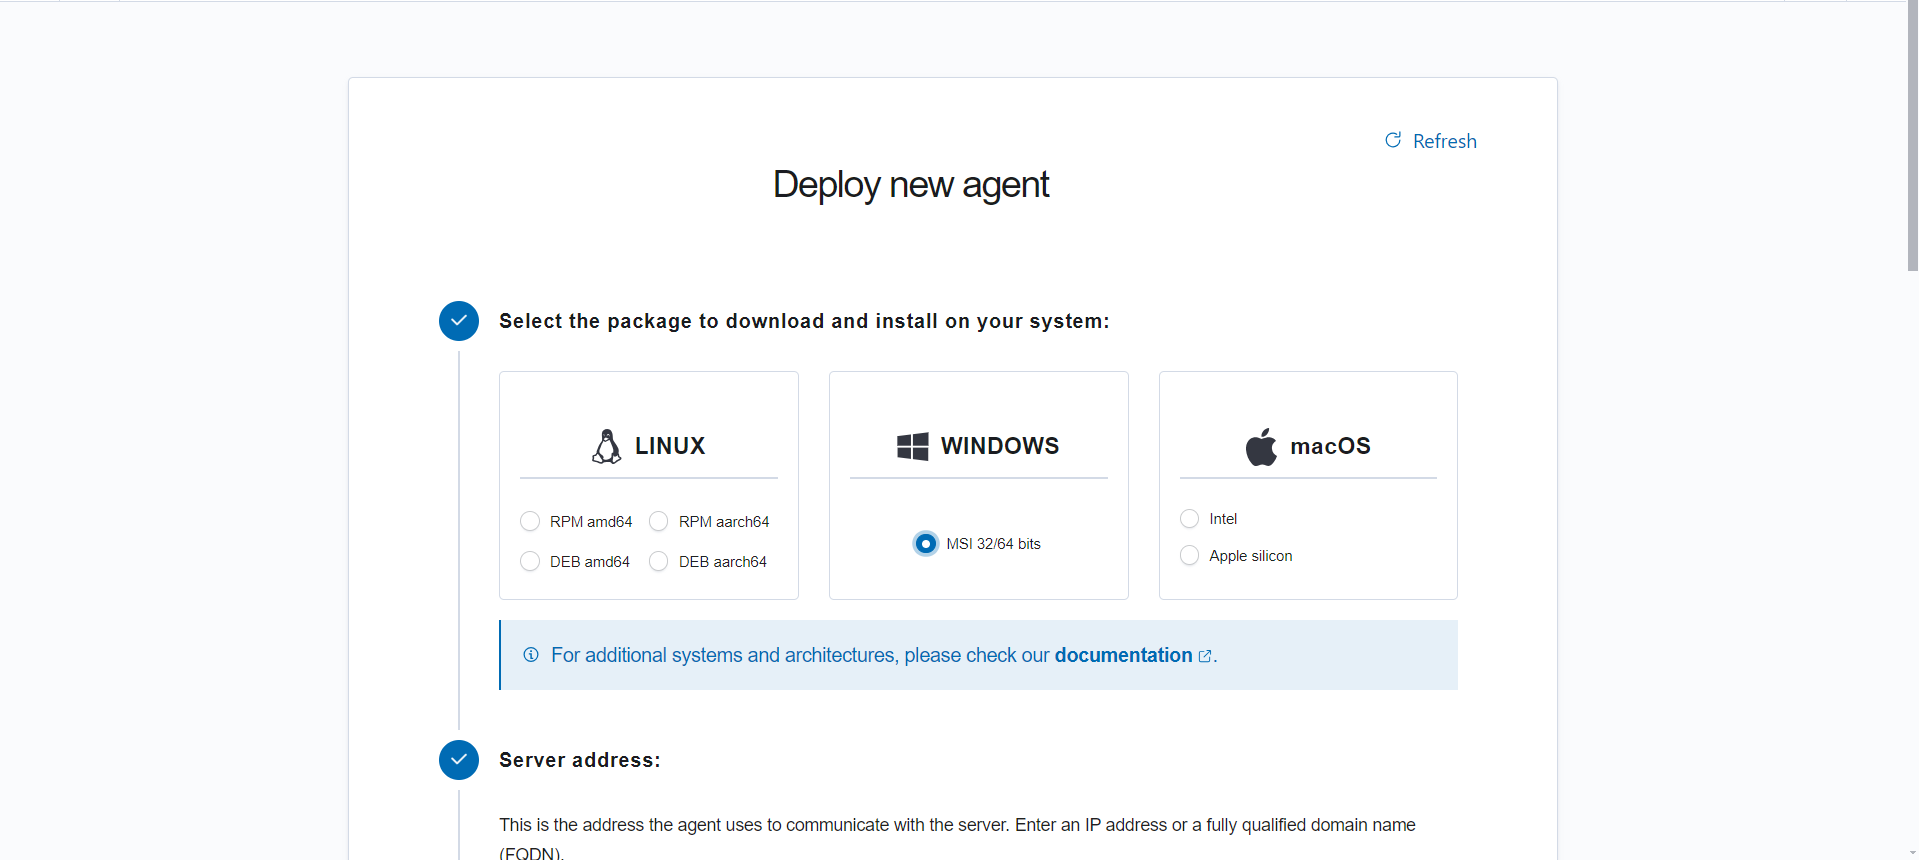 Refresh
Deploy new agent
Select the package to download and install on your system:
LINUX
RPM amd64
RPM aarch64
DEB amd64
DEB aarch64
WINDOWS
MSI 32/64 bits
macOS
Intel
Apple silicon
For additional systems and architectures, please check our documentation.
Server address:
This is the address the agent uses to communicate with the server. Enter an IP address or a fully qualified domain name
(FQDN).